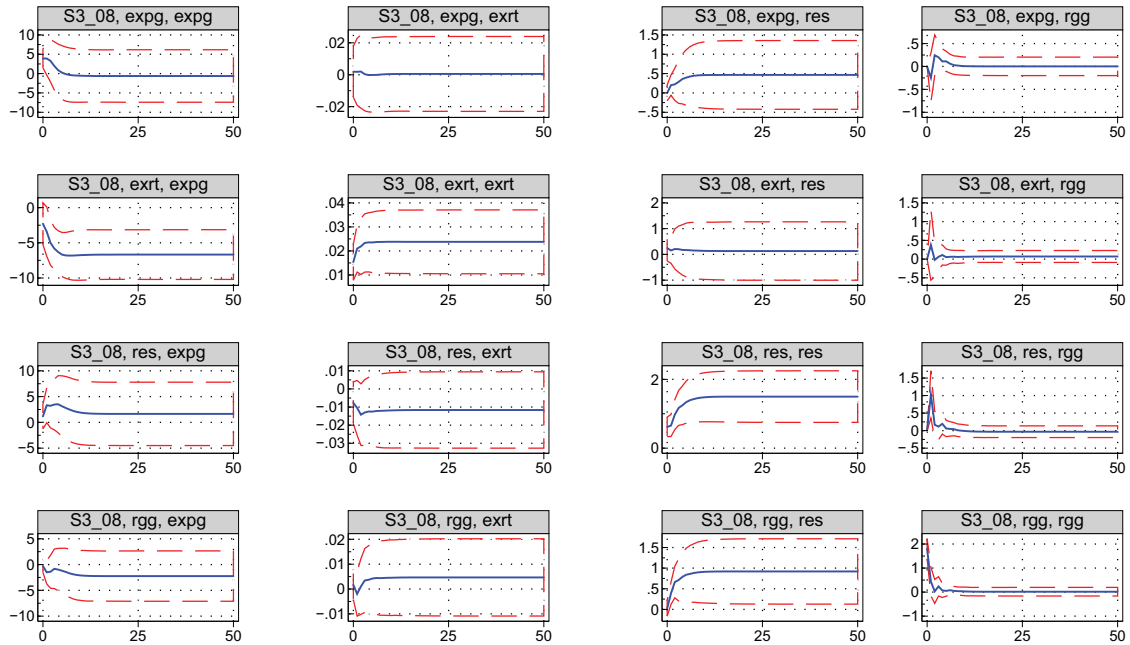 S3_08, expg, expg
10
5
0
−5
−10
0 25 50
S3_08, expg, exrt
.02
0
−.02
0 25 50
S3_08, expg, res
1.5
1
.5
0
−.5
0 25 50
S3_08, expg, rgg
.5
0
−.5
−1
0 25 50
S3_08, exrt, expg
0
−5
−10
0 25 50
S3_08, exrt, exrt
.04
.03
.02
.01
0 25 50
S3_08, exrt, res
2
1
0
−1
0 25 50
S3_08, exrt, rgg
1.5
1
.5
0
−.5
0 25 50
S3_08, res, expg
10
5
0
−5
0 25 50
S3_08, res, exrt
.01
0
−.01
−.02
−.03
0 25 50
S3_08, res, res
2
1
0
0 25 50
S3_08, res, rgg
1.5
1
.5
0
−.5
0 25 50
S3_08, rgg, expg
5
0
−5
−10
0 25 50
S3_08, rgg, exrt
.02
.01
0
−.01
0 25 50
S3_08, rgg, res
1.5
1
.5
0
0 25 50
S3_08, rgg, rgg
2
1
0
−1
0 25 50